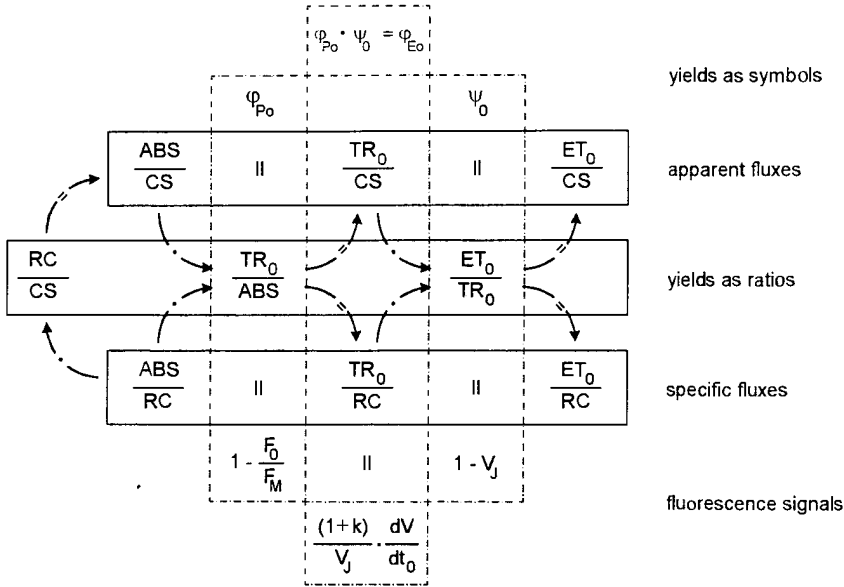 φPo · ψ0 = φEo
yields as symbols
φPo ψ0
ABS/CS || TR0/CS || ET0/CS apparent fluxes
RC/CS TR0/ABS ET0/TR0 yields as ratios
ABS/RC || TR0/RC || ET0/RC specific fluxes
1 - F0/FM || 1 - VJ
fluorescence signals
(1+k)/VJ · dV/dt0